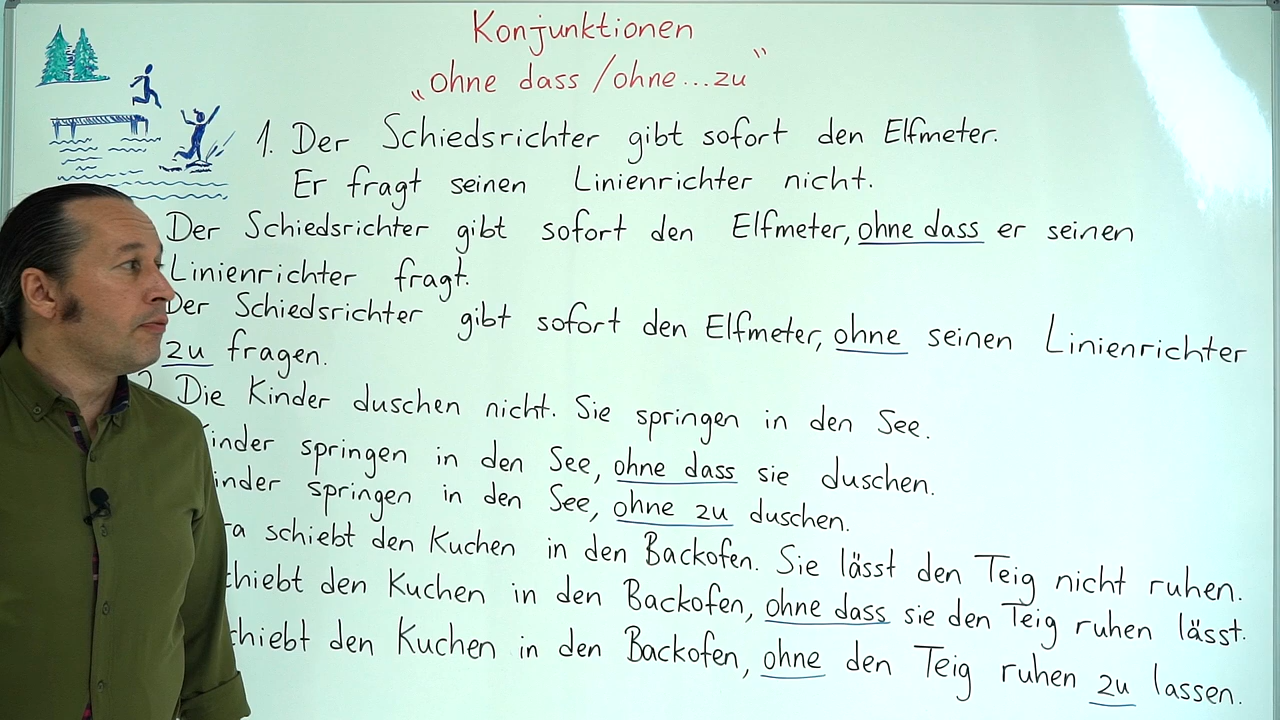 Konjunktionen
„ohne dass / ohne...zu"
1. Der Schiedsrichter gibt sofort den Elfmeter.
Er fragt seinen Linienrichter nicht.
Der Schiedsrichter gibt sofort den Elfmeter, ohne dass er seinen
Linienrichter fragt.
Der Schiedsrichter gibt sofort den Elfmeter, ohne seinen Linienrichter
zu fragen.
Die Kinder duschen nicht. Sie springen in den See.
springen in den See, ohne dass sie duschen.
springen in den See, ohne zu duschen.
schiebt den Kuchen in den Backofen. Sie lässt den Teig nicht ruhen.
den Kuchen in den Backofen, ohne dass sie den Teig ruhen lässt.
den Kuchen in den Backofen, ohne den Teig ruhen zu lassen.